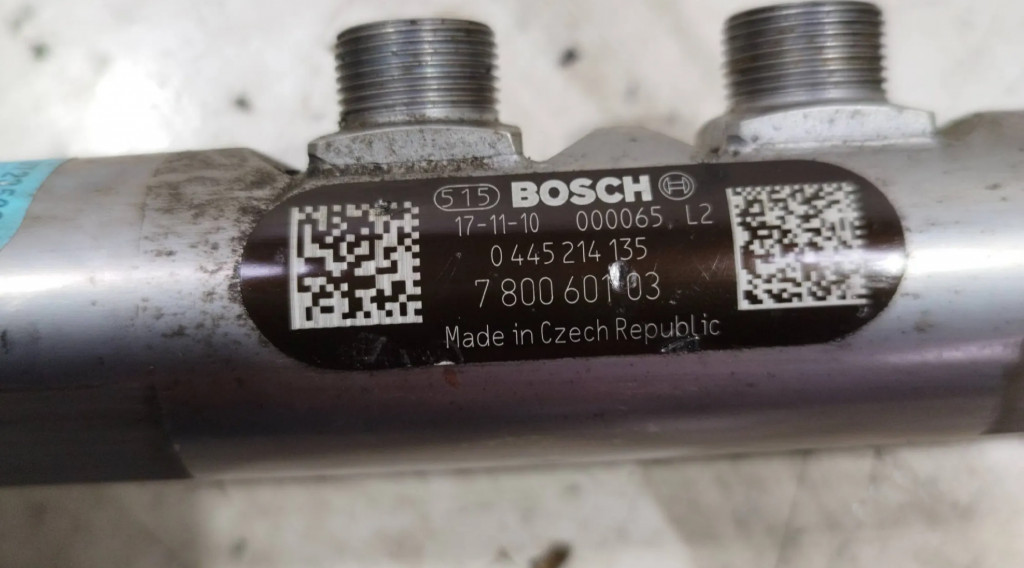 515 BOSCH
17-11-10 000065 L2
0 445 214 135
7 800 601 03
Made in Czech Republic